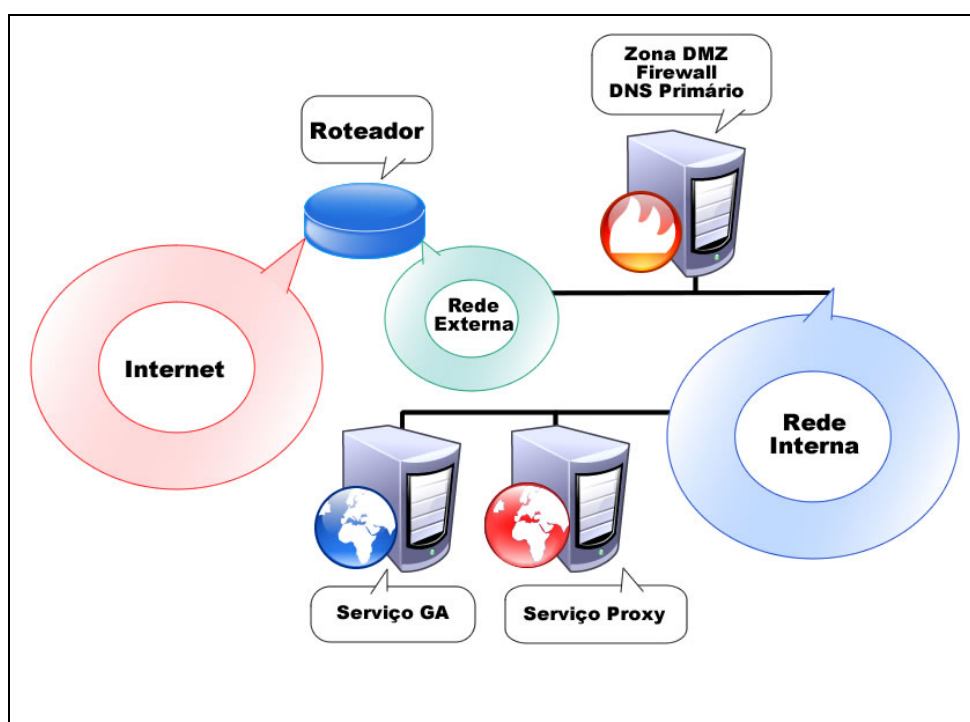 Zona DMZ
Firewall
DNS Primário
Roteador
Rede
Externa
Internet
Rede
Interna
Serviço GA
Serviço Proxy